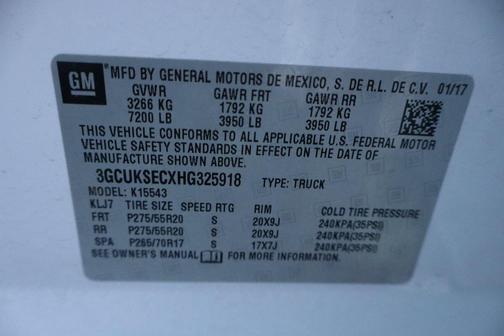 GM MFD BY GENERAL MOTORS DE MEXICO, S. DE R.L. DE C.V. 01/17
GVWR GAWR FRT GAWR RR
3266 KG 1792 KG 1792 KG
7200 LB 3950 LB 3950 LB
THIS VEHICLE CONFORMS TO ALL APPLICABLE U.S. FEDERAL MOTOR
VEHICLE SAFETY STANDARDS IN EFFECT ON THE DATE OF
MANUFACTURE SHOWN ABOVE.
3GCUKSECXHG325918 TYPE: TRUCK
MODEL: K15543
KLJ7 TIRE SIZE SPEED RTG RIM COLD TIRE PRESSURE
FRT P275/55R20 S 20X9J 240KPA(35PSI)
RR P275/55R20 S 20X9J 240KPA(35PSI)
SPA P265/70R17 S 17X7J 240KPA(35PSI)
SEE OWNER'S MANUAL FOR MORE INFORMATION.